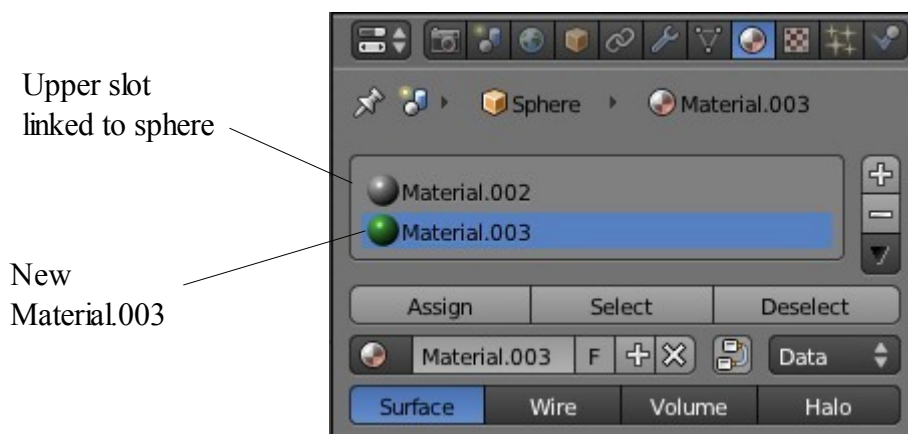 Upper slot
linked to sphere
New
Material.003
Sphere Material.003
Material.002
Material.003
Assign Select Deselect
Material.003 F Data
Surface Wire Volume Halo